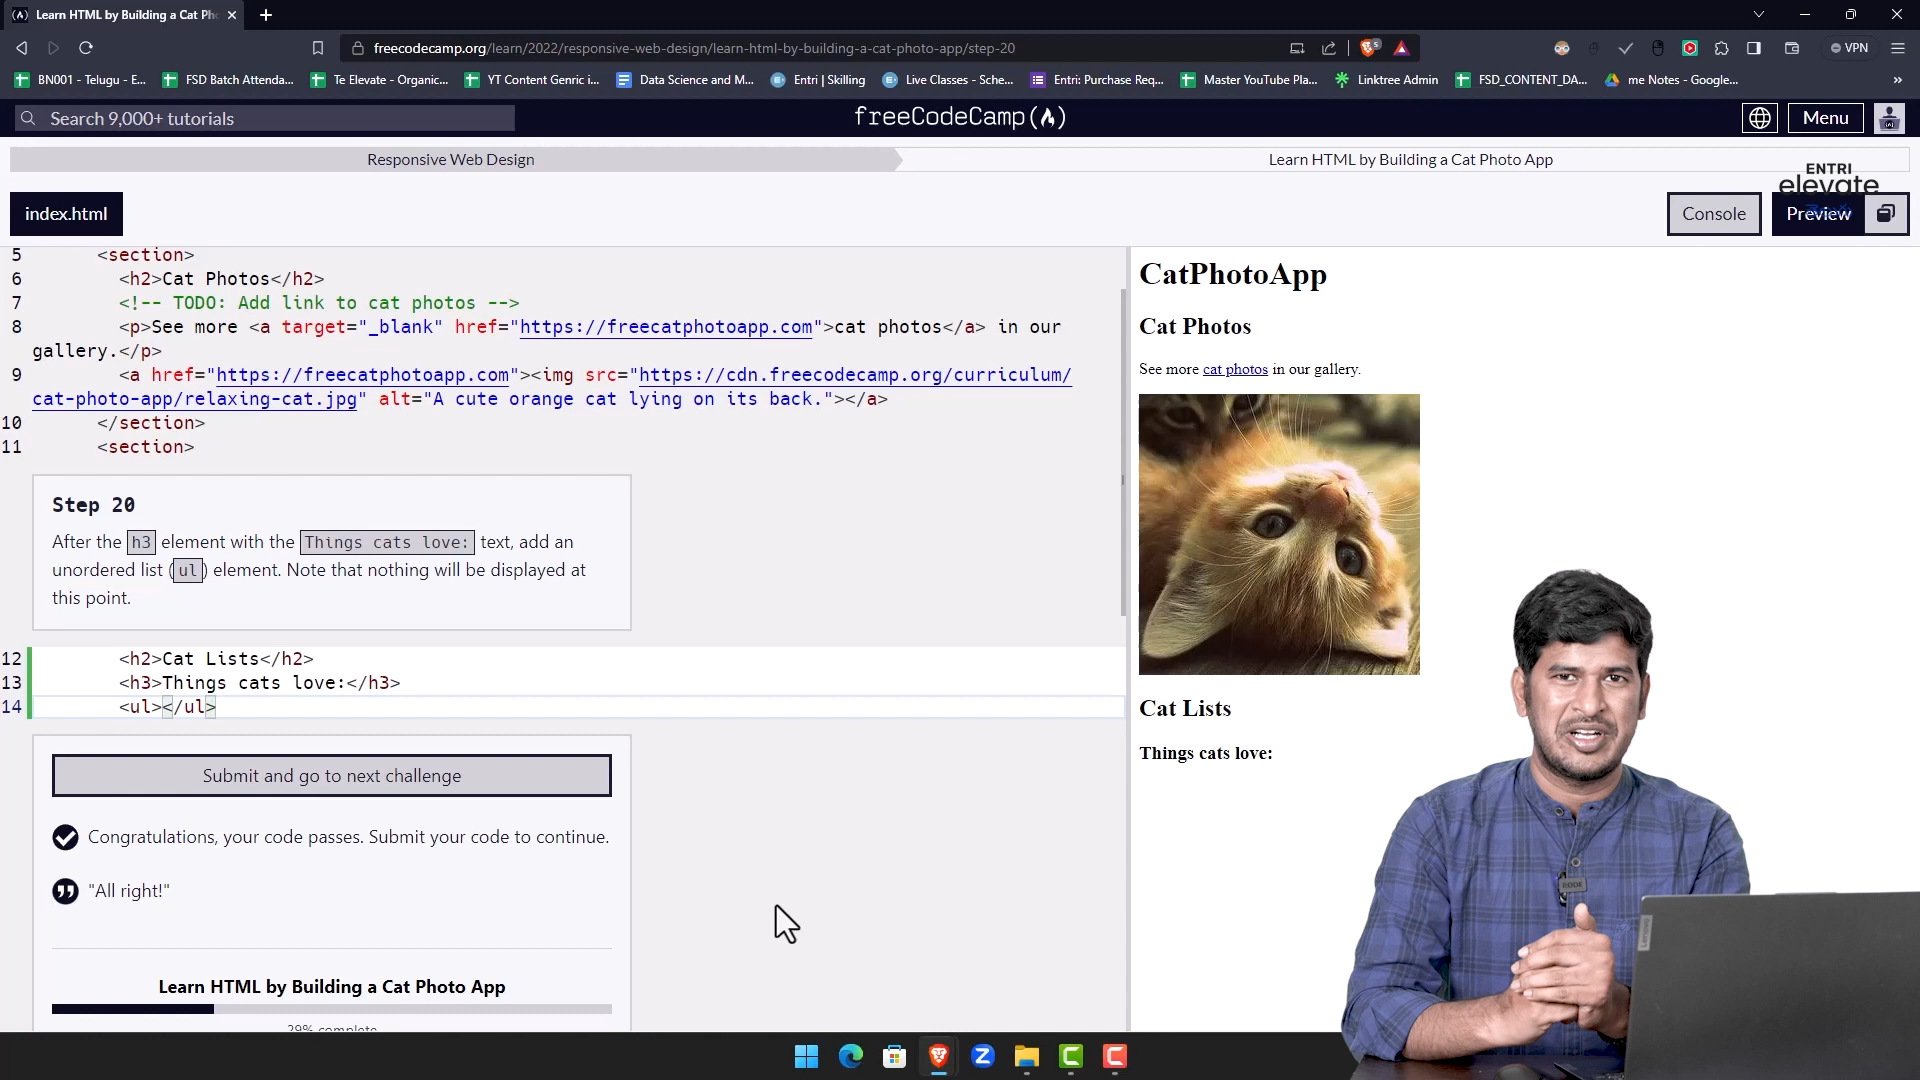 Learn HTML by Building a Cat Ph
freecodecamp.org/learn/2022/responsive-web-design/learn-html-by-building-a-cat-photo-app/step-20
VPN
BN001 - Telugu - E...
FSD Batch Attenda...
Te Elevate - Organic...
YT Content Genric i...
Data Science and M...
Entri | Skilling
Live Classes - Sche...
Entri: Purchase Req...
Master YouTube Pla...
Linktree Admin
FSD_CONTENT_DA...
me Notes - Google...
Search 9,000+ tutorials
freeCodeCamp
Menu
Responsive Web Design
Learn HTML by Building a Cat Photo App
ENTRI
elevate
index.html
Console
Preview
5 <section>
6 <h2>Cat Photos</h2>
7 <!-- TODO: Add link to cat photos -->
8 <p>See more <a target="_blank" href="https://freecatphotoapp.com">cat photos</a> in our
gallery.</p>
9 <a href="https://freecatphotoapp.com"><img src="https://cdn.freecodecamp.org/curriculum/
cat-photo-app/relaxing-cat.jpg" alt="A cute orange cat lying on its back."></a>
10 </section>
11 <section>
Step 20
After the h3 element with the Things cats love: text, add an
unordered list (ul) element. Note that nothing will be displayed at
this point.
12 <h2>Cat Lists</h2>
13 <h3>Things cats love:</h3>
14 <ul></ul>
Submit and go to next challenge
Congratulations, your code passes. Submit your code to continue.
"All right!"
Learn HTML by Building a Cat Photo App
29% complete
CatPhotoApp
Cat Photos
See more cat photos in our gallery.
Cat Lists
Things cats love:
RODE
Lenovo